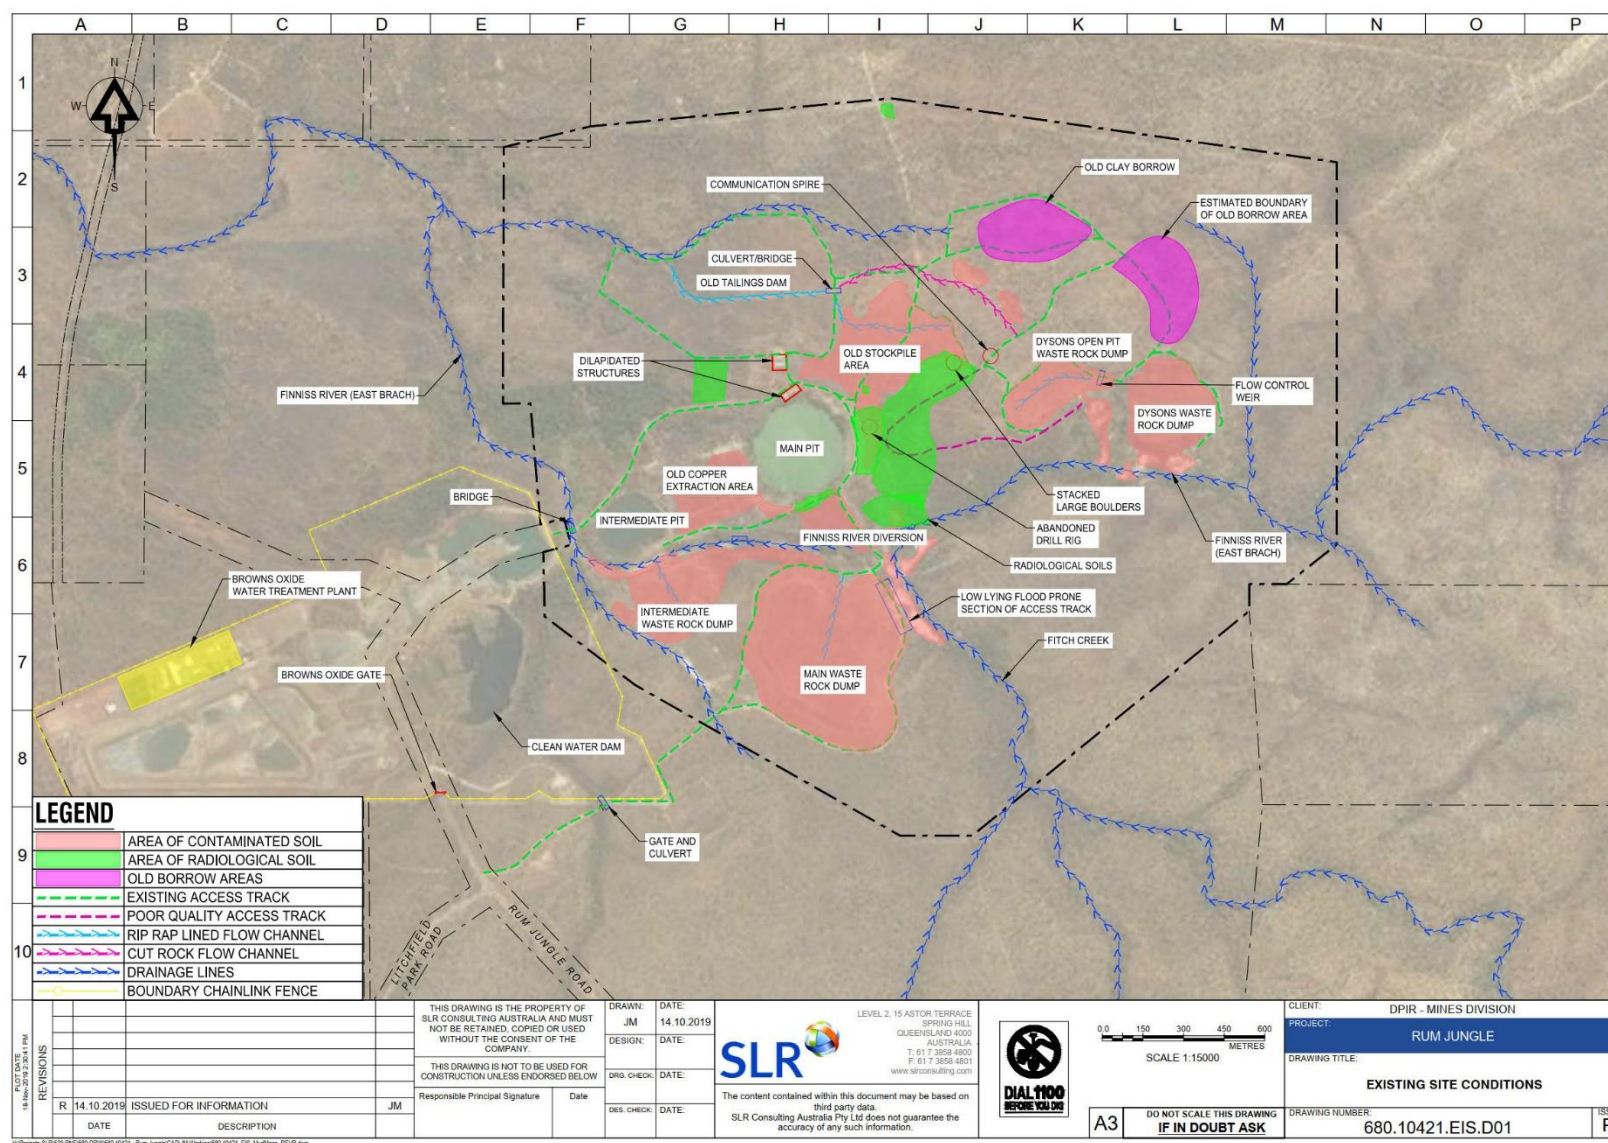 A B C D E F G H I J K L M N O P
1
2
3
4
5
6
7
8
9
10
N
W E
S
OLD CLAY BORROW
COMMUNICATION SPIRE
ESTIMATED BOUNDARY
OF OLD BORROW AREA
CULVERT/BRIDGE
OLD TAILINGS DAM
DILAPIDATED
STRUCTURES
OLD STOCKPILE
AREA
DYSONS OPEN PIT
WASTE ROCK DUMP
FINNISS RIVER (EAST BRACH)
FLOW CONTROL
WEIR
DYSONS WASTE
ROCK DUMP
MAIN PIT
OLD COPPER
EXTRACTION AREA
BRIDGE
STACKED
LARGE BOULDERS
INTERMEDIATE PIT
ABANDONED
DRILL RIG
FINNISS RIVER DIVERSION
FINNISS RIVER
(EAST BRACH)
RADIOLOGICAL SOILS
BROWNS OXIDE
WATER TREATMENT PLANT
LOW LYING FLOOD PRONE
SECTION OF ACCESS TRACK
INTERMEDIATE
WASTE ROCK DUMP
FITCH CREEK
BROWNS OXIDE GATE
MAIN WASTE
ROCK DUMP
CLEAN WATER DAM
GATE AND
CULVERT
LITCHFIELD
PARK ROAD
RUM JUNGLE ROAD
LEGEND
AREA OF CONTAMINATED SOIL
AREA OF RADIOLOGICAL SOIL
OLD BORROW AREAS
EXISTING ACCESS TRACK
POOR QUALITY ACCESS TRACK
RIP RAP LINED FLOW CHANNEL
CUT ROCK FLOW CHANNEL
DRAINAGE LINES
BOUNDARY CHAINLINK FENCE
PLOT DATE
REVISIONS
R 14.10.2019 ISSUED FOR INFORMATION JM
DATE DESCRIPTION
THIS DRAWING IS THE PROPERTY OF
SLR CONSULTING AUSTRALIA AND MUST
NOT BE RETAINED, COPIED OR USED
WITHOUT THE CONSENT OF THE
COMPANY.
THIS DRAWING IS NOT TO BE USED FOR
CONSTRUCTION UNLESS ENDORSED BELOW
Responsible Principal Signature Date
DRAWN: DATE:
JM 14.10.2019
DESIGN: DATE:
DRG. CHECK: DATE:
DES. CHECK: DATE:
SLR
LEVEL 2, 15 ASTOR TERRACE
SPRING HILL
QUEENSLAND 4000
AUSTRALIA
T: 61 7 3858 4800
F: 61 7 3858 4801
www.slrconsulting.com
The content contained within this document may be based on
third party data.
SLR Consulting Australia Pty Ltd does not guarantee the
accuracy of any such information.
DIAL 1100
BEFORE YOU DIG
0.0 150 300 450 600
METRES
SCALE 1:15000
A3
DO NOT SCALE THIS DRAWING
IF IN DOUBT ASK
CLIENT:
DPIR - MINES DIVISION
PROJECT:
RUM JUNGLE
DRAWING TITLE:
EXISTING SITE CONDITIONS
DRAWING NUMBER:
680.10421.EIS.D01